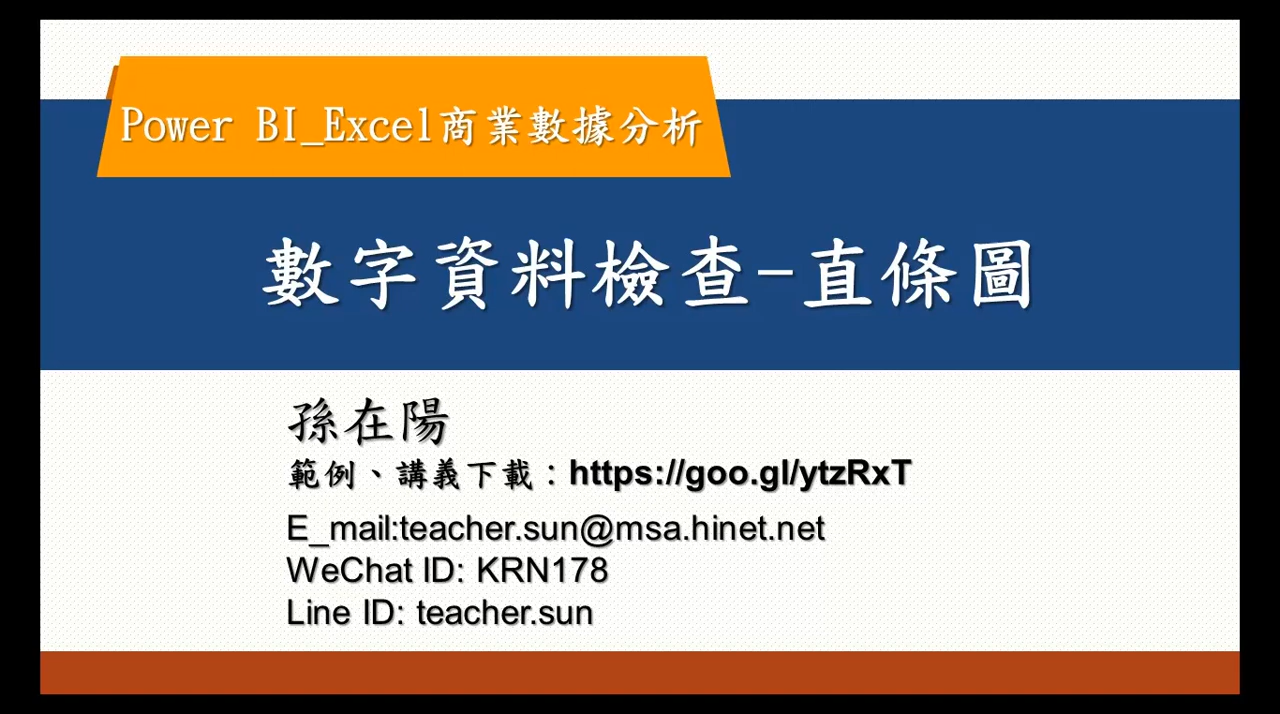 Power BI_Excel商業數據分析
數字資料檢查-直條圖
孫在陽
範例、講義下載：https://goo.gl/ytzRxT
E_mail:teacher.sun@msa.hinet.net
WeChat ID: KRN178
Line ID: teacher.sun